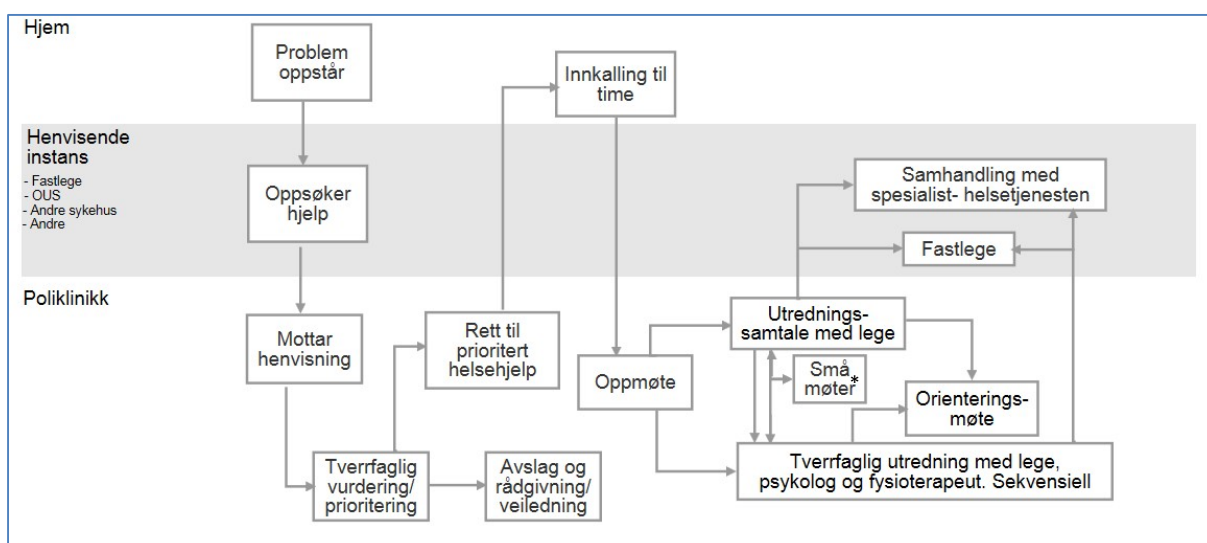 Hjem
Problem
oppstår
Innkalling til
time
Henvisende
instans
- Fastlege
- OUS
- Andre sykehus
- Andre
Oppsøker
hjelp
Samhandling med
spesialist- helsetjenesten
Fastlege
Poliklinikk
Mottar
henvisning
Rett til
prioritert
helsehjelp
Oppmøte
Utrednings-
samtale med lege
Små
møter*
Orienterings-
møte
Tverrfaglig
vurdering/
prioritering
Avslag og
rådgivning/
veiledning
Tverrfaglig utredning med lege,
psykolog og fysioterapeut. Sekvensiell